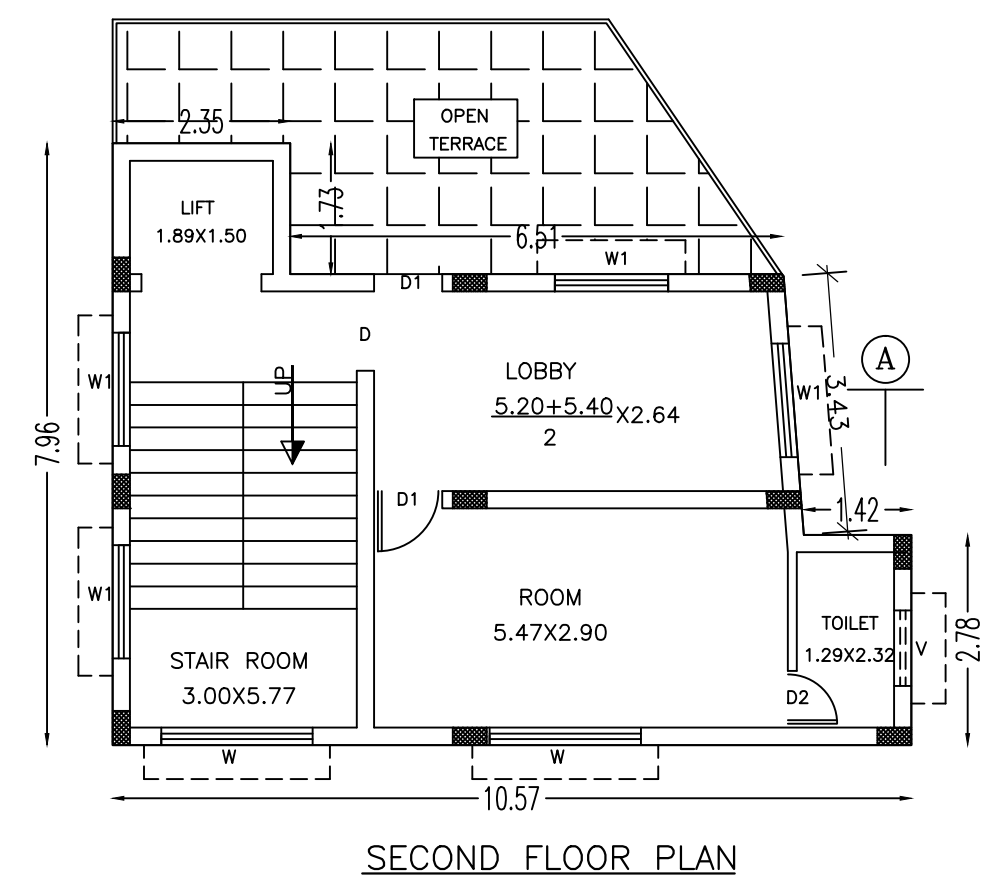 OPEN
TERRACE
2.35
LIFT
1.89X1.50
1.73
6.51
W1
D1
D
UP
LOBBY
5.20+5.40
2
X2.64
W1
W1
3.43
A
7.96
D1
1.42
W1
ROOM
5.47X2.90
TOILET
1.29X2.32
V
2.78
STAIR ROOM
3.00X5.77
D2
W
W
10.57
SECOND FLOOR PLAN